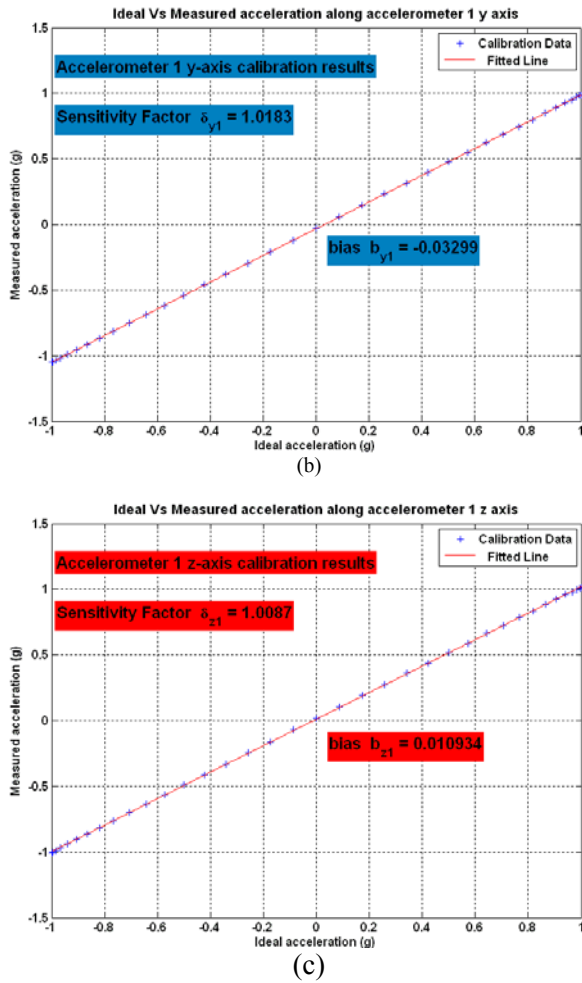 Ideal Vs Measured acceleration along accelerometer 1 y axis
1.5
1
0.5
0
-0.5
-1
-1.5
Measured acceleration (g)
Accelerometer 1 y-axis calibration results
Sensitivity Factor δy1 = 1.0183
Calibration Data
Fitted Line
bias by1 = -0.03299
-1 -0.8 -0.6 -0.4 -0.2 0 0.2 0.4 0.6 0.8 1
Ideal acceleration (g)
(b)
Ideal Vs Measured acceleration along accelerometer 1 z axis
1.5
1
0.5
0
-0.5
-1
-1.5
Measured acceleration (g)
Accelerometer 1 z-axis calibration results
Sensitivity Factor δz1 = 1.0087
Calibration Data
Fitted Line
bias bz1 = 0.010934
-1 -0.8 -0.6 -0.4 -0.2 0 0.2 0.4 0.6 0.8 1
Ideal acceleration (g)
(c)